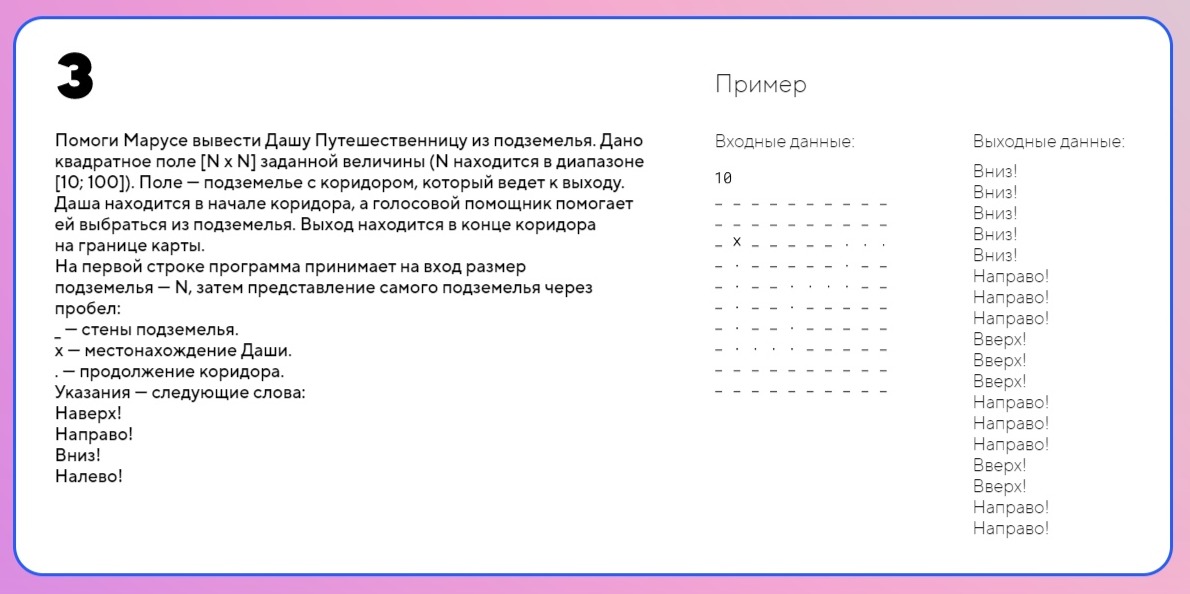 3
Помоги Марусе вывести Дашу Путешественницу из подземелья. Дано
квадратное поле [N x N] заданной величины (N находится в диапазоне
[10; 100]). Поле — подземелье с коридором, который ведет к выходу.
Даша находится в начале коридора, а голосовой помощник помогает
ей выбраться из подземелья. Выход находится в конце коридора
на границе карты.
На первой строке программа принимает на вход размер
подземелья — N, затем представление самого подземелья через
пробел:
_ — стены подземелья.
x — местонахождение Даши.
. — продолжение коридора.
Указания — следующие слова:
Наверх!
Направо!
Вниз!
Налево!
Пример
Входные данные:
10
_ _ _ _ _ _ _ _ _ _
_ _ _ _ _ _ _ _ _ _
_ x _ _ _ _ _ . . .
_ . _ _ _ _ _ . _ _
_ . _ _ . . . . _ _
_ . _ _ . _ _ _ _ _
_ . _ _ . _ _ _ _ _
_ . . . . _ _ _ _ _
_ _ _ _ _ _ _ _ _ _
_ _ _ _ _ _ _ _ _ _
Выходные данные:
Вниз!
Вниз!
Вниз!
Вниз!
Вниз!
Направо!
Направо!
Направо!
Вверх!
Вверх!
Вверх!
Направо!
Направо!
Направо!
Вверх!
Вверх!
Направо!
Направо!